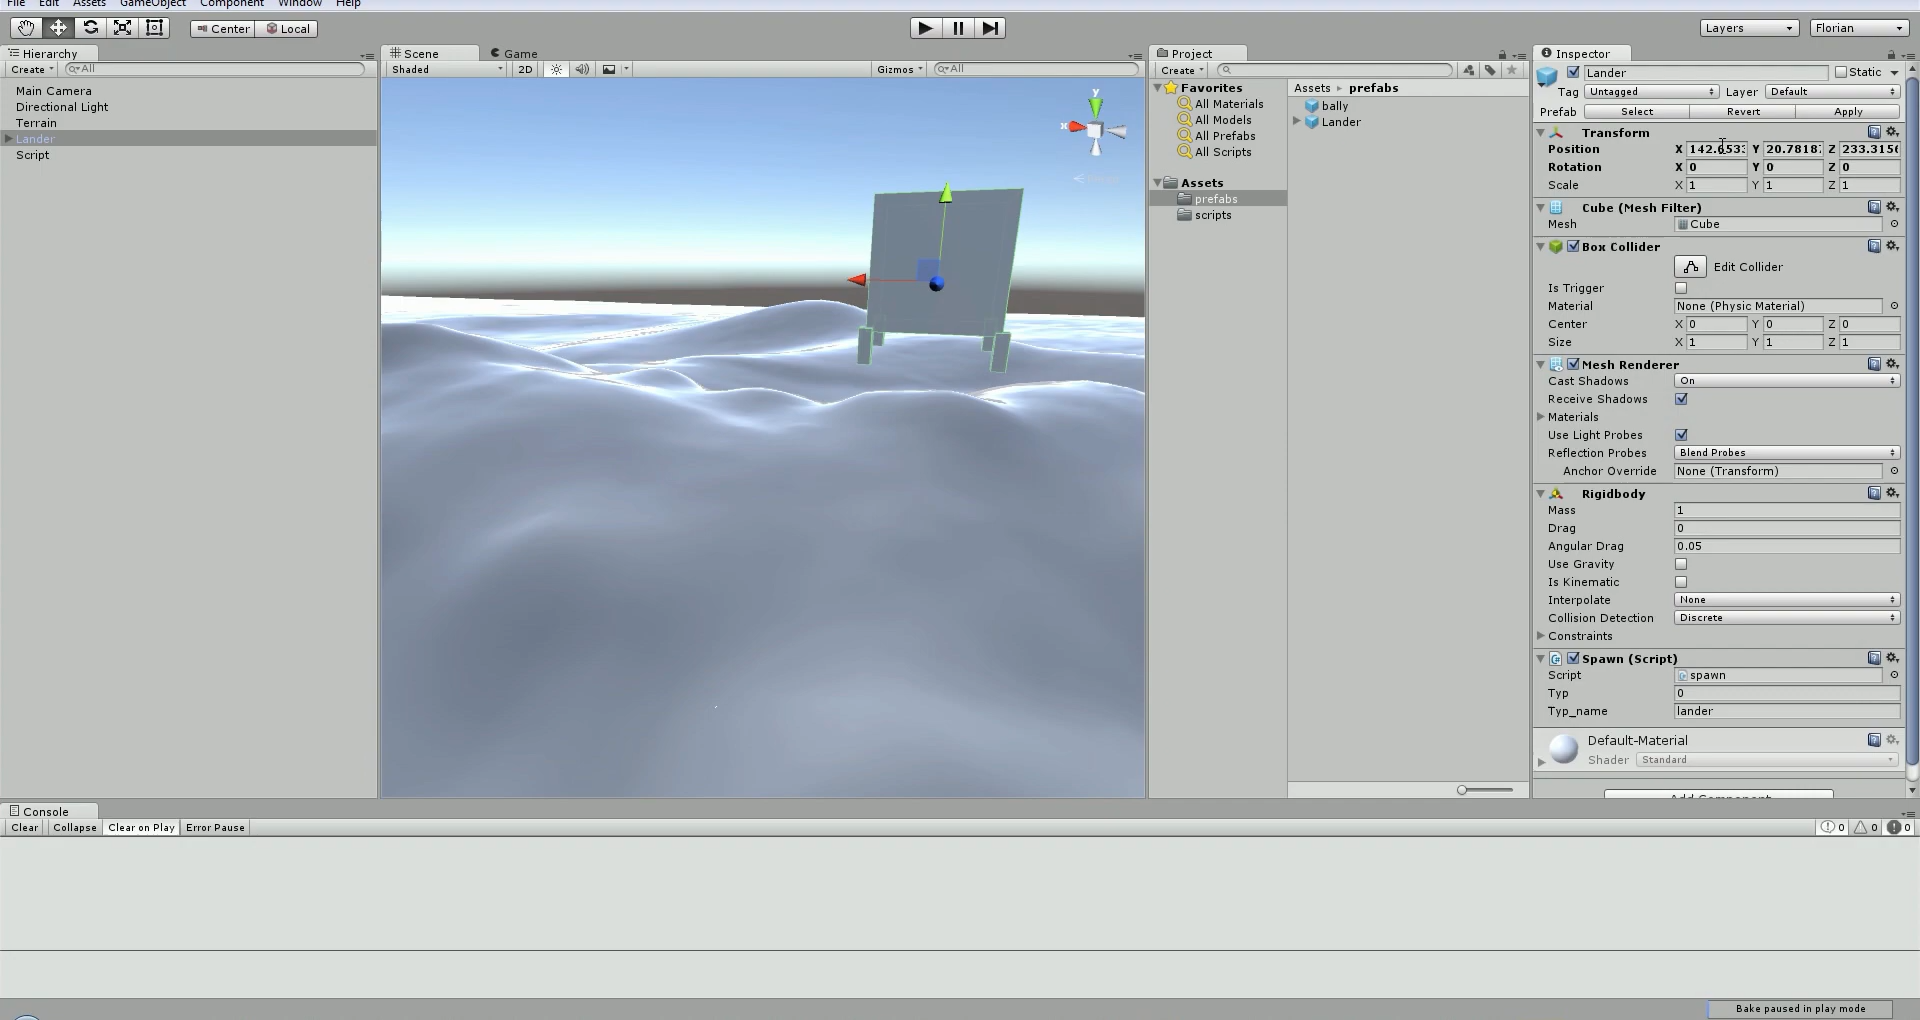 File Edit Assets GameObject Component Window Help
Center Local Layers Florian
Hierarchy
Create All
Main Camera
Directional Light
Terrain
Lander
Script
Scene Game
Shaded 2D Gizmos All
y
x
Project
Create
Favorites
All Materials
All Models
All Prefabs
All Scripts
Assets
prefabs
scripts
Assets prefabs
bally
Lander
Inspector
Lander Static
Tag Untagged Layer Default
Prefab Select Revert Apply
Transform
Position X 142.6533 Y 20.7818 Z 233.3156
Rotation X 0 Y 0 Z 0
Scale X 1 Y 1 Z 1
Cube (Mesh Filter)
Mesh Cube
Box Collider
Edit Collider
Is Trigger
Material None (Physic Material)
Center X 0 Y 0 Z 0
Size X 1 Y 1 Z 1
Mesh Renderer
Cast Shadows On
Receive Shadows
Materials
Use Light Probes
Reflection Probes Blend Probes
Anchor Override None (Transform)
Rigidbody
Mass 1
Drag 0
Angular Drag 0.05
Use Gravity
Is Kinematic
Interpolate None
Collision Detection Discrete
Constraints
Spawn (Script)
Script spawn
Typ 0
Typ_name lander
Default-Material
Shader Standard
Add Component
Console
Clear Collapse Clear on Play Error Pause 0 0 0
Bake paused in play mode